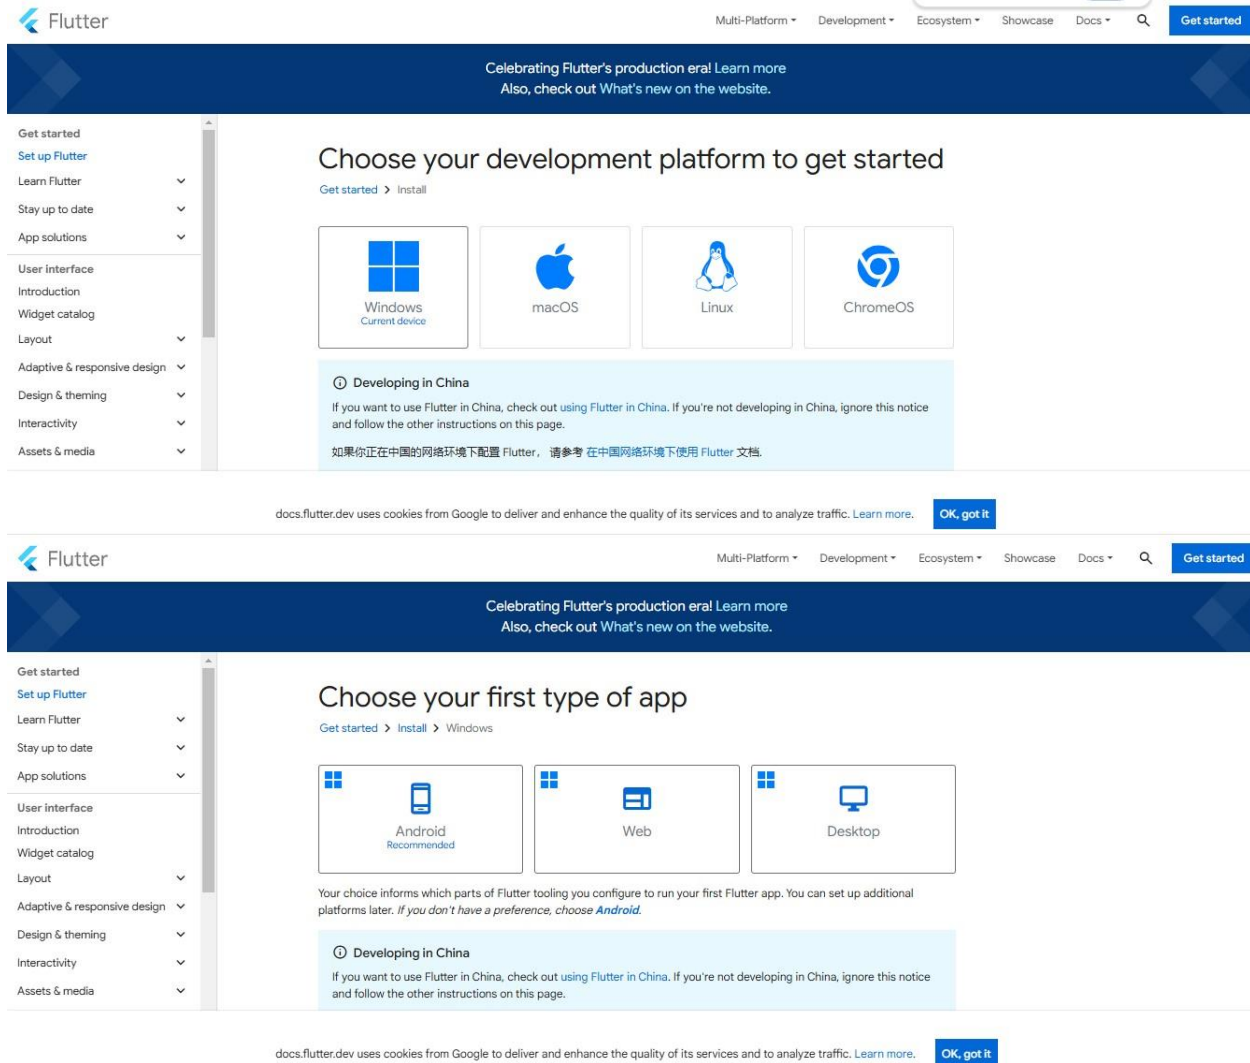 Flutter
Multi-Platform Development Ecosystem Showcase Docs Get started
Celebrating Flutter's production era! Learn more
Also, check out What's new on the website.
Get started
Set up Flutter
Learn Flutter
Stay up to date
App solutions
User interface
Introduction
Widget catalog
Layout
Adaptive & responsive design
Design & theming
Interactivity
Assets & media
Choose your development platform to get started
Get started > Install
Windows
Current device
macOS
Linux
ChromeOS
Developing in China
If you want to use Flutter in China, check out using Flutter in China. If you're not developing in China, ignore this notice
and follow the other instructions on this page.
如果你正在中国的网络环境下配置 Flutter， 请参考 在中国网络环境下使用 Flutter 文档.
docs.flutter.dev uses cookies from Google to deliver and enhance the quality of its services and to analyze traffic. Learn more. OK, got it
Flutter
Multi-Platform Development Ecosystem Showcase Docs Get started
Celebrating Flutter's production era! Learn more
Also, check out What's new on the website.
Get started
Set up Flutter
Learn Flutter
Stay up to date
App solutions
User interface
Introduction
Widget catalog
Layout
Adaptive & responsive design
Design & theming
Interactivity
Assets & media
Choose your first type of app
Get started > Install > Windows
Android
Recommended
Web
Desktop
Your choice informs which parts of Flutter tooling you configure to run your first Flutter app. You can set up additional
platforms later. If you don't have a preference, choose Android.
Developing in China
If you want to use Flutter in China, check out using Flutter in China. If you're not developing in China, ignore this notice
and follow the other instructions on this page.
docs.flutter.dev uses cookies from Google to deliver and enhance the quality of its services and to analyze traffic. Learn more. OK, got it